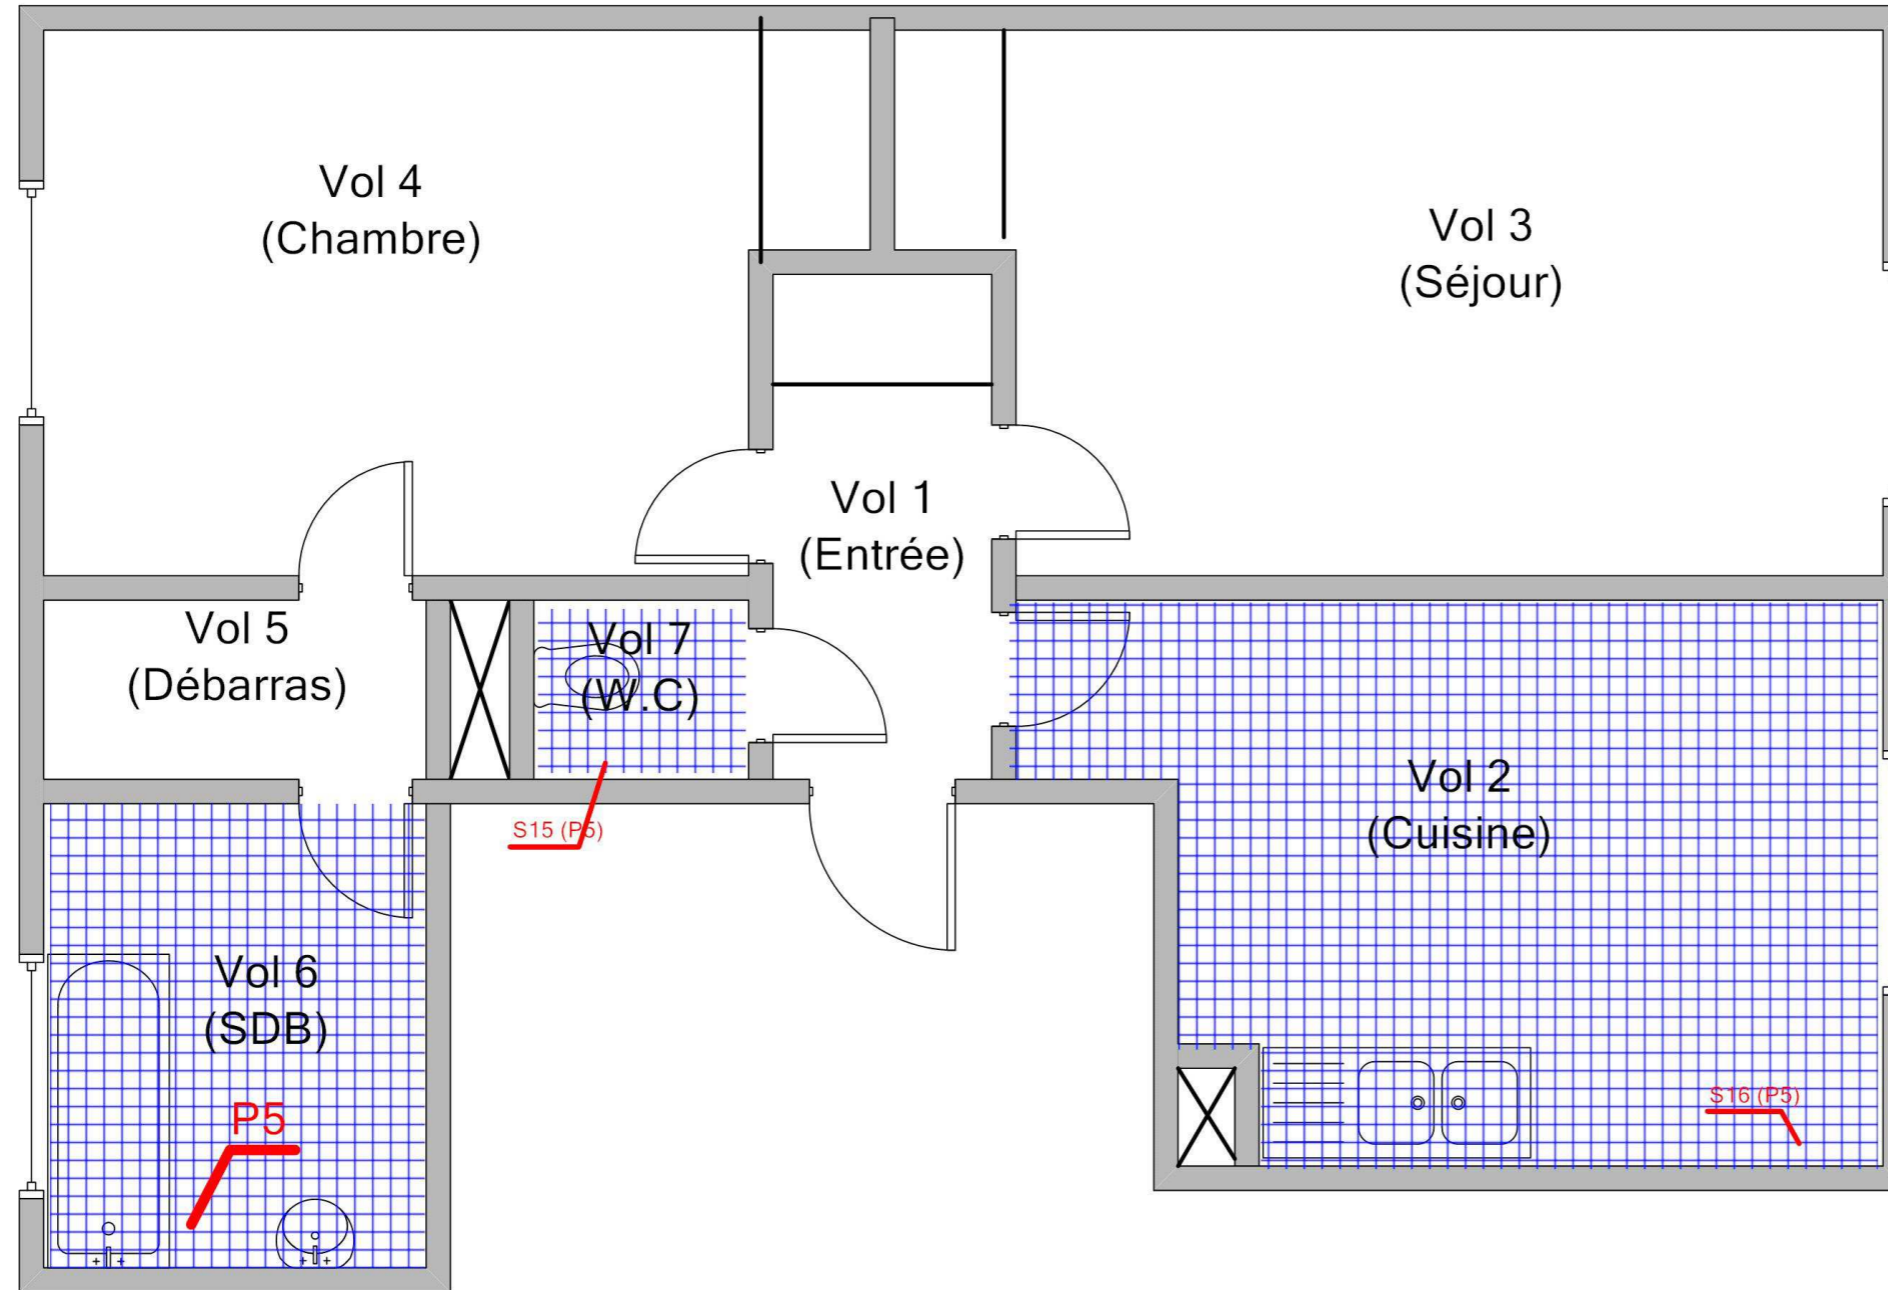 Vol 4
(Chambre)
Vol 3
(Séjour)
Vol 1
(Entrée)
Vol 5
(Débarras)
Vol 7
(W.C)
Vol 2
(Cuisine)
S15 (P5)
Vol 6
(SDB)
P5
S16 (P5)